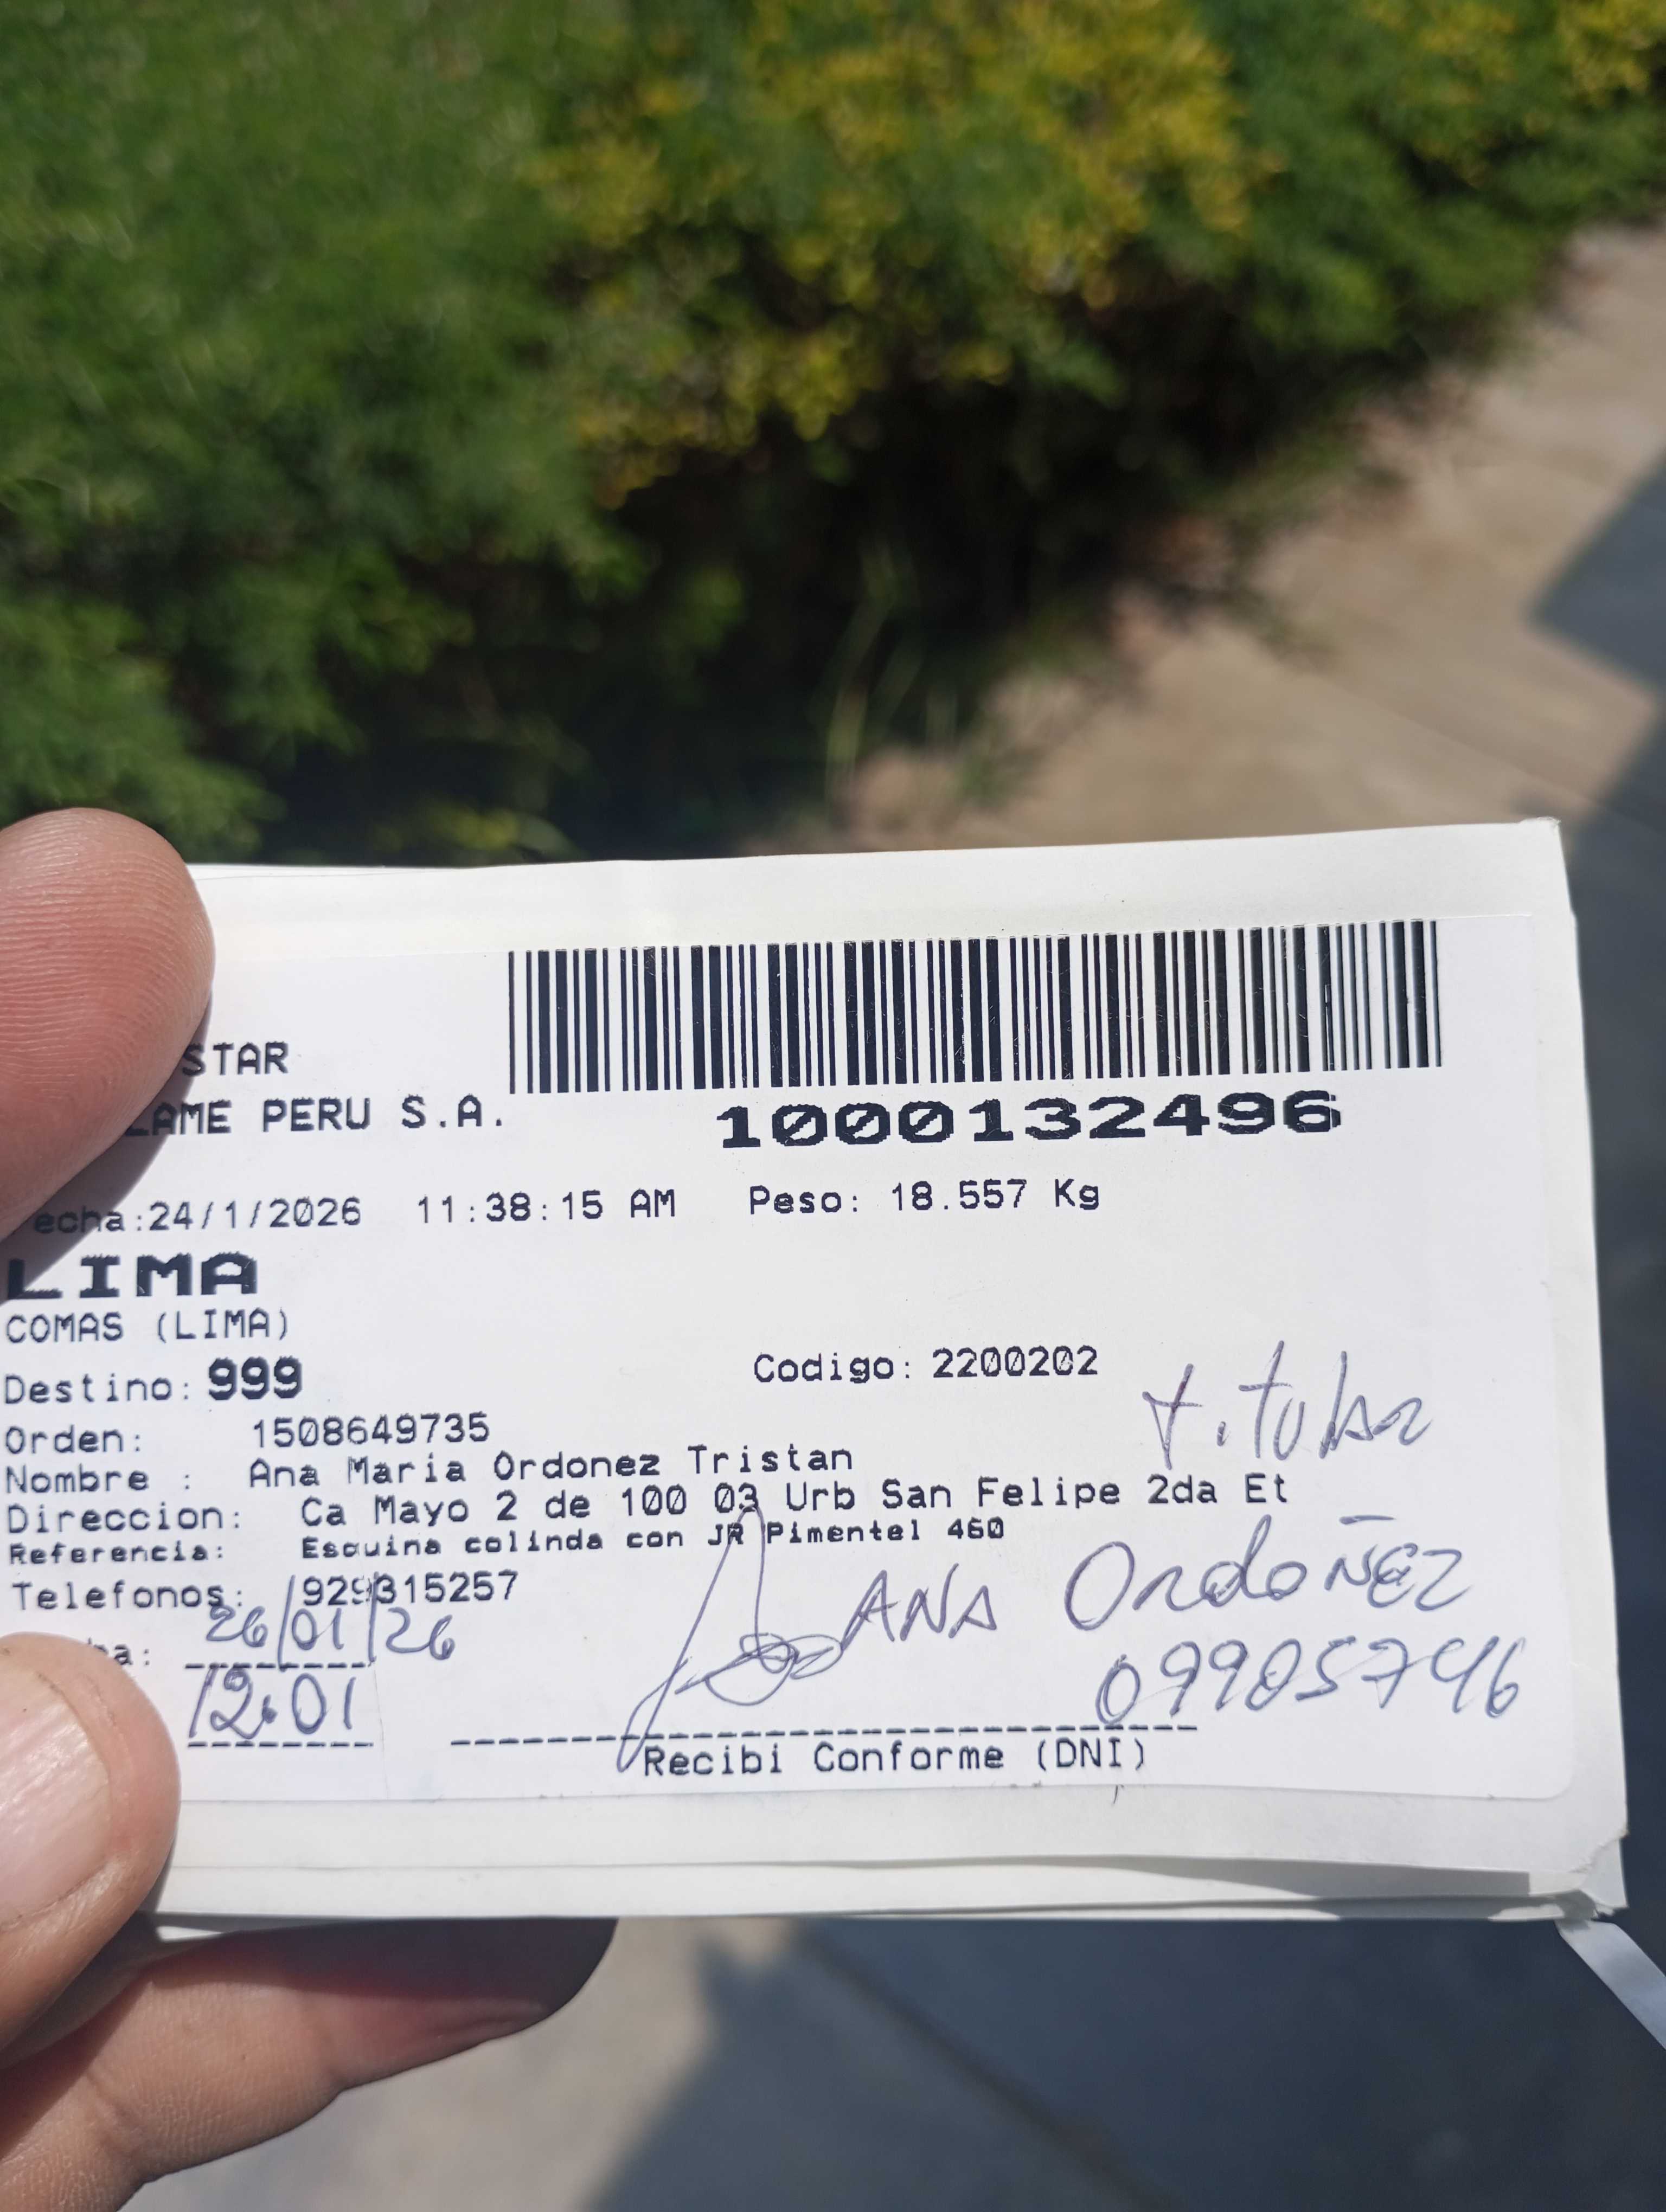 STAR
LAME PERU S.A.
1000132496
echa:24/1/2026 11:38:15 AM Peso: 18.557 Kg
LIMA
COMAS (LIMA)
Destino: 999 Codigo: 2200202
titular
Orden: 1508649735
Nombre : Ana Maria Ordonez Tristan
Direccion: Ca Mayo 2 de 100 03 Urb San Felipe 2da Et
Referencia: Esquina colinda con JR Pimentel 460
Telefonos: 929315257
ANA Ordoñez
a: 26/01/26
09905746
12:01
Recibi Conforme (DNI)